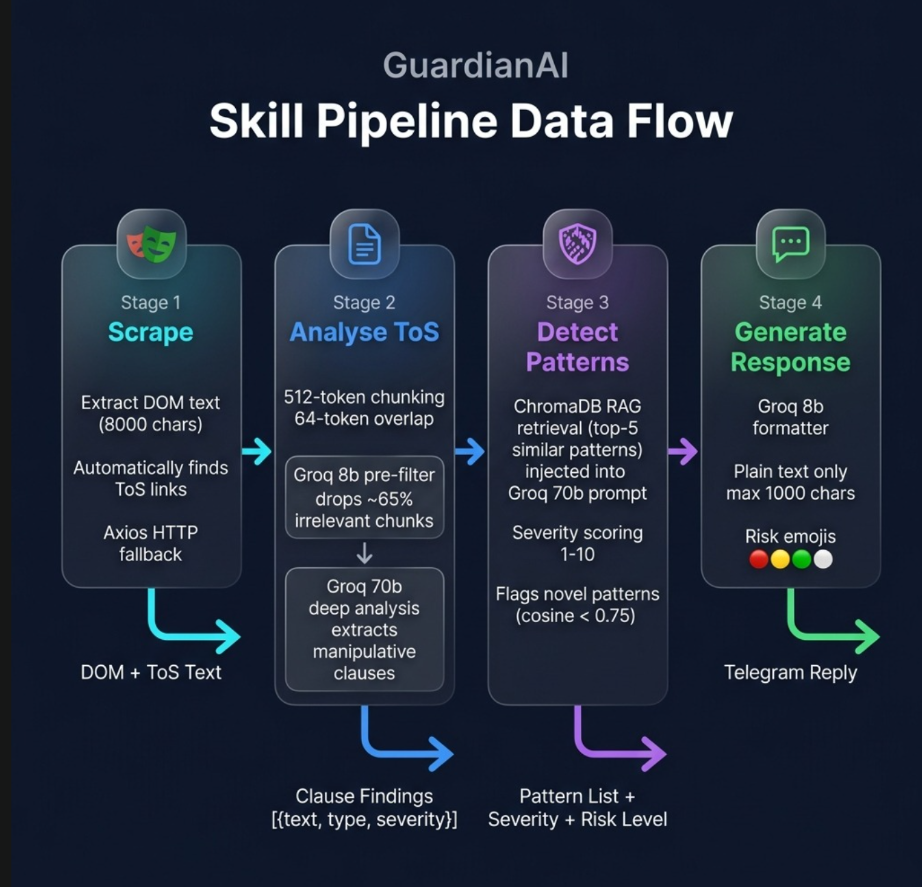 GuardianAI
Skill Pipeline Data Flow
Stage 1
Scrape
Extract DOM text
(8000 chars)
Automatically finds
ToS links
Axios HTTP
fallback
DOM + ToS Text
Stage 2
Analyse ToS
512-token chunking
64-token overlap
Groq 8b pre-filter
drops ~65%
irrelevant chunks
Groq 70b
deep analysis
extracts
manipulative
clauses
Clause Findings
[{text, type, severity}]
Stage 3
Detect
Patterns
ChromaDB RAG
retrieval (top-5
similar patterns)
injected into
Groq 70b prompt
Severity scoring
1-10
Flags novel patterns
(cosine < 0.75)
Pattern List +
Severity + Risk Level
Stage 4
Generate
Response
Groq 8b
formatter
Plain text only
max 1000 chars
Risk emojis
Telegram Reply